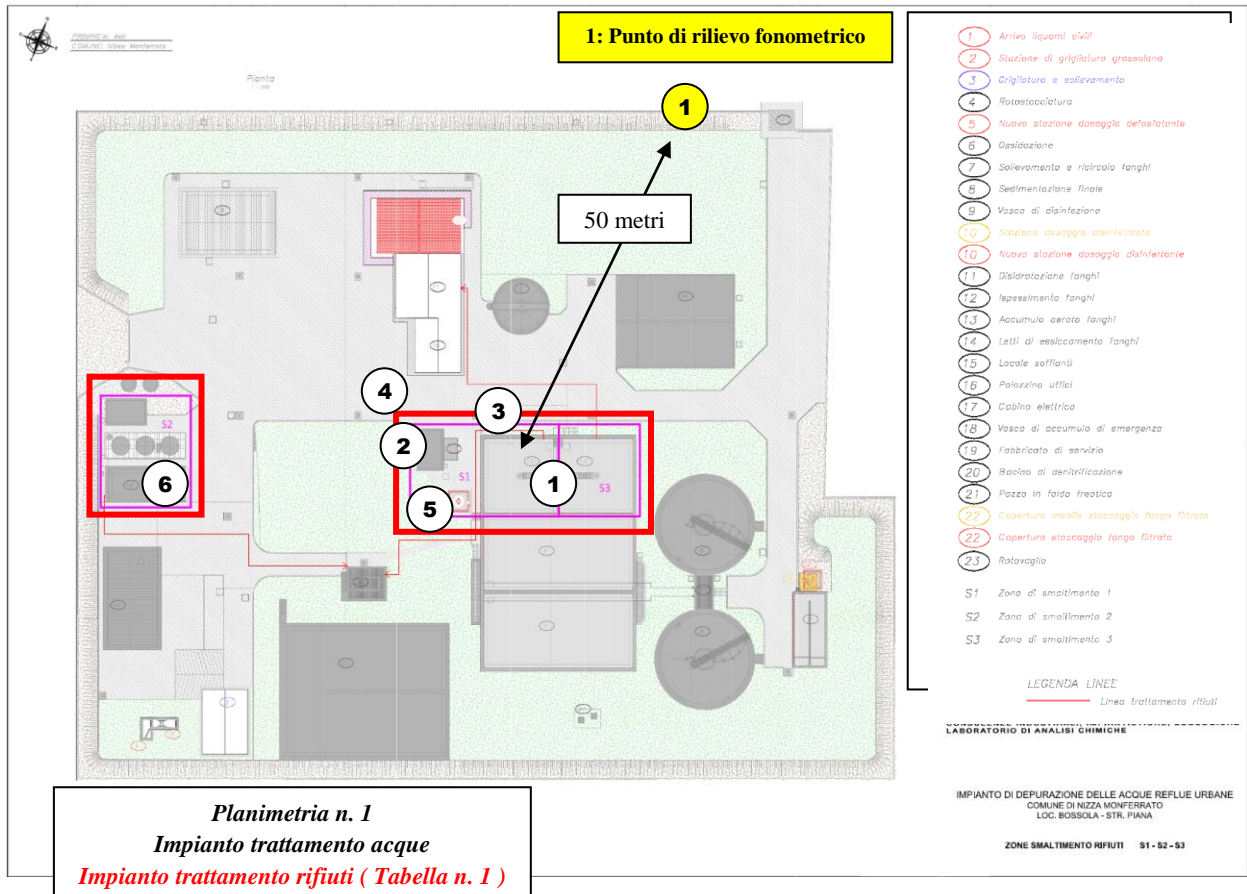 PROVINCIA: Asti
COMUNE: Nizza Monferrato
1: Punto di rilievo fonometrico
Pianta
1
50 metri
4
3
2
1
5
6
S2
S1
S3
1 Arrivo liquami civili
2 Stazione di grigliatura grossolana
3 Grigliatura e sollevamento
4 Rotostacciatura
5 Nuova stazione dosaggio defosfatante
6 Ossidazione
7 Sollevamento e ricircolo fanghi
8 Sedimentazione finale
9 Vasca di disinfezione
10 Stazione dosaggio disinfettante
10 Nuova stazione dosaggio disinfettante
11 Disidratazione fanghi
12 Ispessimento fanghi
13 Accumulo aerato fanghi
14 Letti di essiccamento fanghi
15 Locale soffianti
16 Palazzina uffici
17 Cabina elettrica
18 Vasca di accumulo di emergenza
19 Fabbricato di servizio
20 Bacino di denitrificazione
21 Pozzo in falda freatica
22 Copertura mobile stoccaggio fango filtrato
22 Copertura stoccaggio fango filtrato
23 Rotovaglio
S1 Zona di smaltimento 1
S2 Zona di smaltimento 2
S3 Zona di smaltimento 3
LEGENDA LINEE
Linea trattamento rifiuti
LABORATORIO DI ANALISI CHIMICHE
IMPIANTO DI DEPURAZIONE DELLE ACQUE REFLUE URBANE
COMUNE DI NIZZA MONFERRATO
LOC. BOSSOLA - STR. PIANA
ZONE SMALTIMENTO RIFIUTI S1 - S2 - S3
Planimetria n. 1
Impianto trattamento acque
Impianto trattamento rifiuti ( Tabella n. 1 )